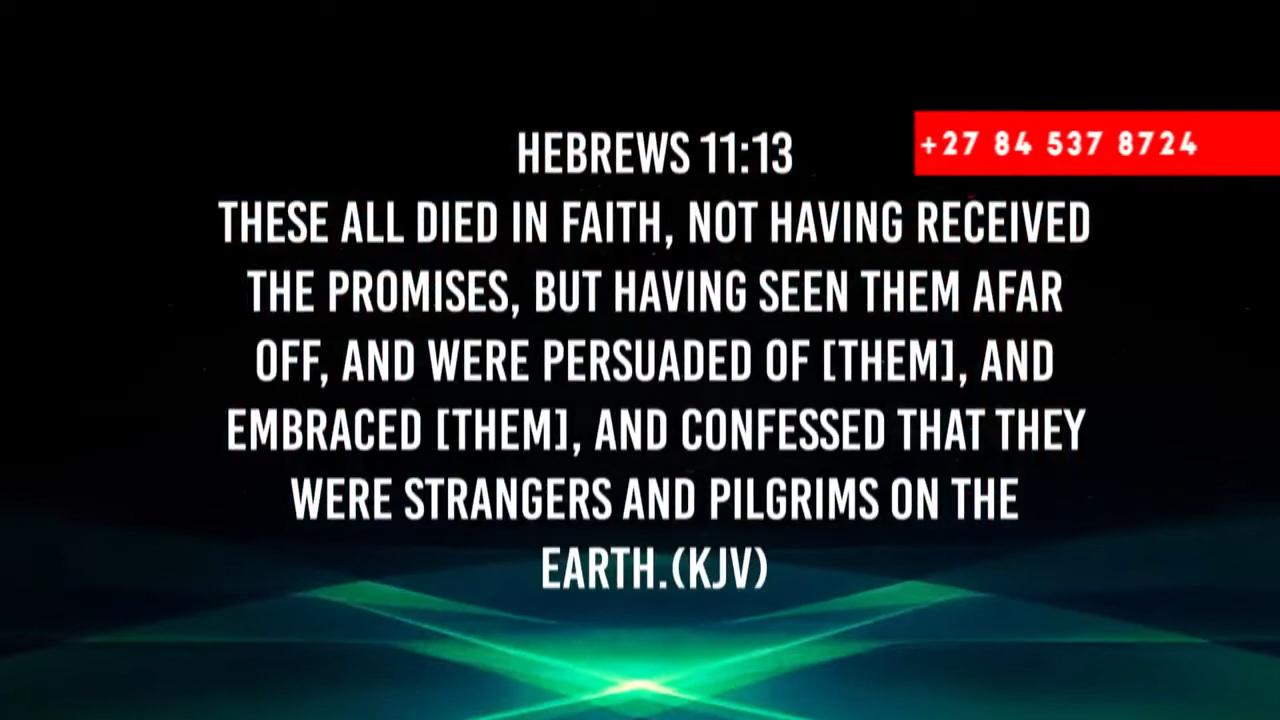 HEBREWS 11:13
+27 84 537 8724
THESE ALL DIED IN FAITH, NOT HAVING RECEIVED
THE PROMISES, BUT HAVING SEEN THEM AFAR
OFF, AND WERE PERSUADED OF [THEM], AND
EMBRACED [THEM], AND CONFESSED THAT THEY
WERE STRANGERS AND PILGRIMS ON THE
EARTH.(KJV)